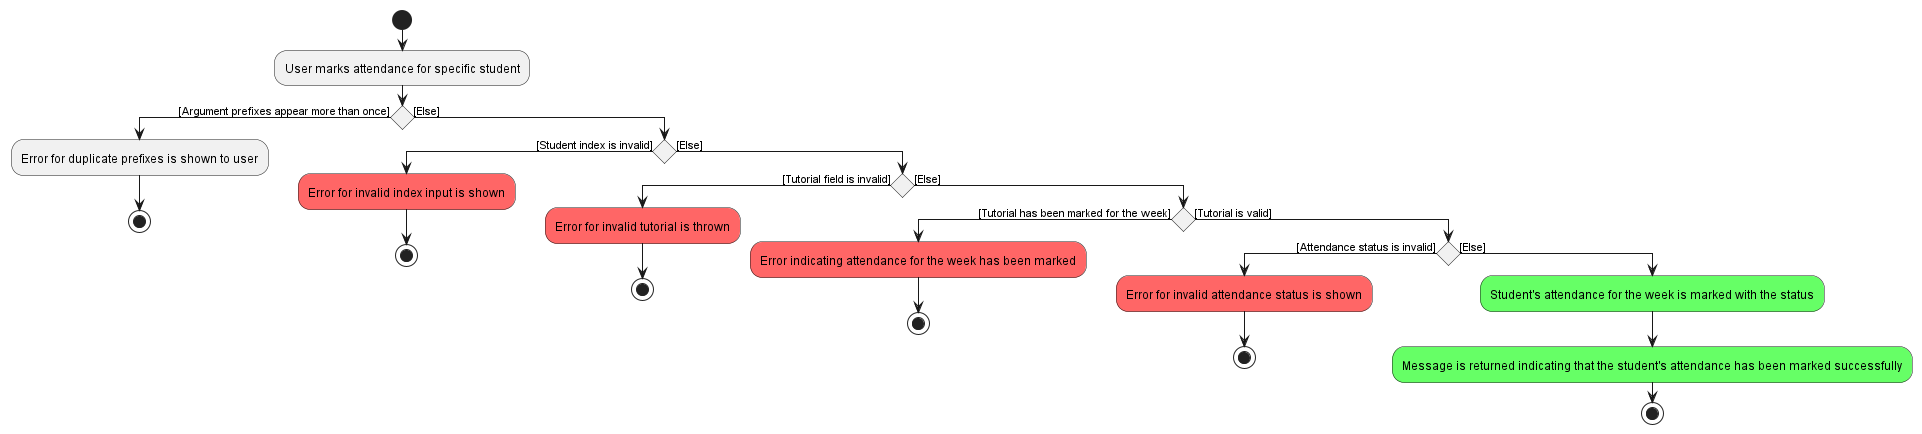 User marks attendance for specific student
[Argument prefixes appear more than once]
[Else]
Error for duplicate prefixes is shown to user
[Student index is invalid]
[Else]
Error for invalid index input is shown
[Tutorial field is invalid]
[Else]
Error for invalid tutorial is thrown
[Tutorial has been marked for the week]
[Tutorial is valid]
Error indicating attendance for the week has been marked
[Attendance status is invalid]
[Else]
Error for invalid attendance status is shown
Student's attendance for the week is marked with the status
Message is returned indicating that the student's attendance has been marked successfully